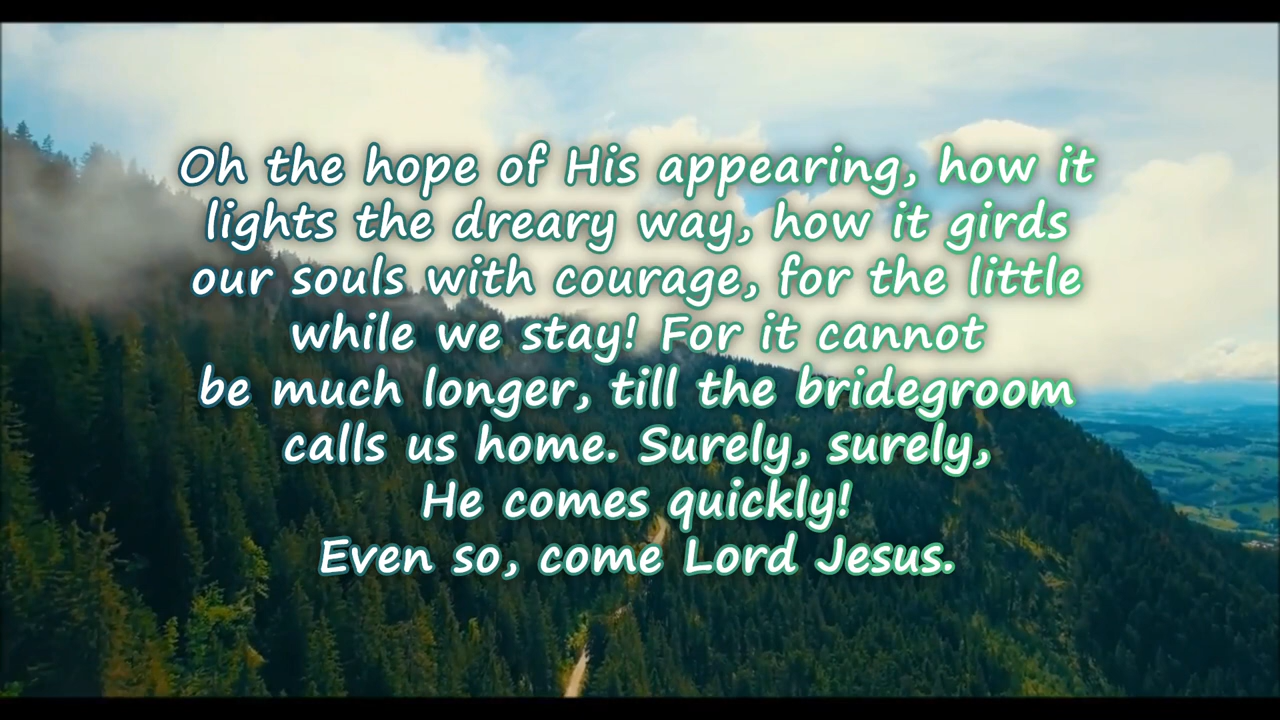 Oh the hope of His appearing, how it
lights the dreary way, how it girds
our souls with courage, for the little
while we stay! For it cannot
be much longer, till the bridegroom
calls us home. Surely, surely,
He comes quickly!
Even so, come Lord Jesus.